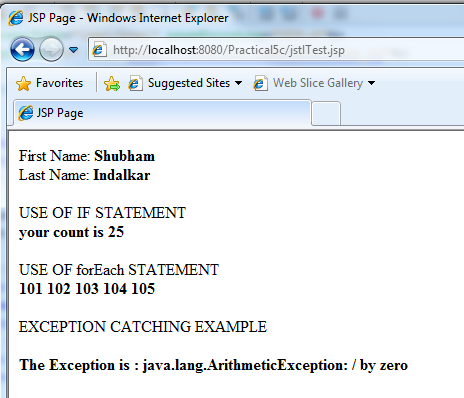 JSP Page - Windows Internet Explorer
http://localhost:8080/Practical5c/jstlTest.jsp
Favorites Suggested Sites Web Slice Gallery
JSP Page
First Name: Shubham
Last Name: Indalkar
USE OF IF STATEMENT
your count is 25
USE OF forEach STATEMENT
101 102 103 104 105
EXCEPTION CATCHING EXAMPLE
The Exception is : java.lang.ArithmeticException: / by zero